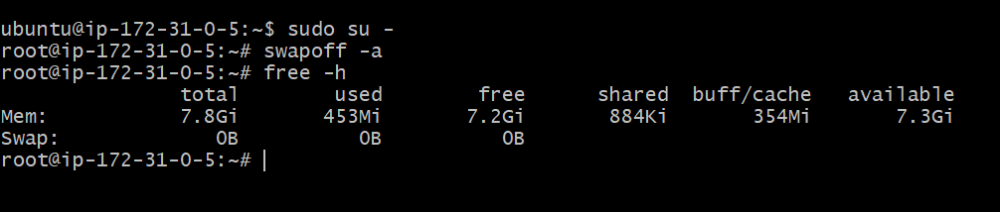 ubuntu@ip-172-31-0-5:~$ sudo su -
root@ip-172-31-0-5:~# swapoff -a
root@ip-172-31-0-5:~# free -h
total used free shared buff/cache available
Mem: 7.8Gi 453Mi 7.2Gi 884Ki 354Mi 7.3Gi
Swap: 0B 0B 0B
root@ip-172-31-0-5:~#